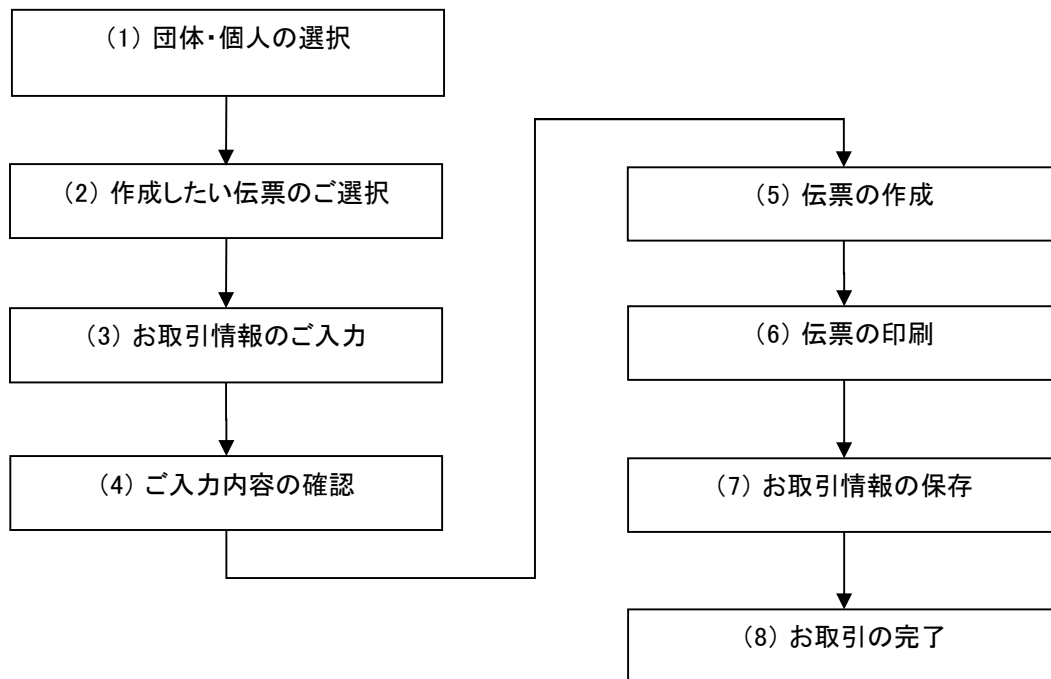 (1) 団体・個人の選択
(2) 作成したい伝票のご選択
(3) お取引情報のご入力
(4) ご入力内容の確認
(5) 伝票の作成
(6) 伝票の印刷
(7) お取引情報の保存
(8) お取引の完了